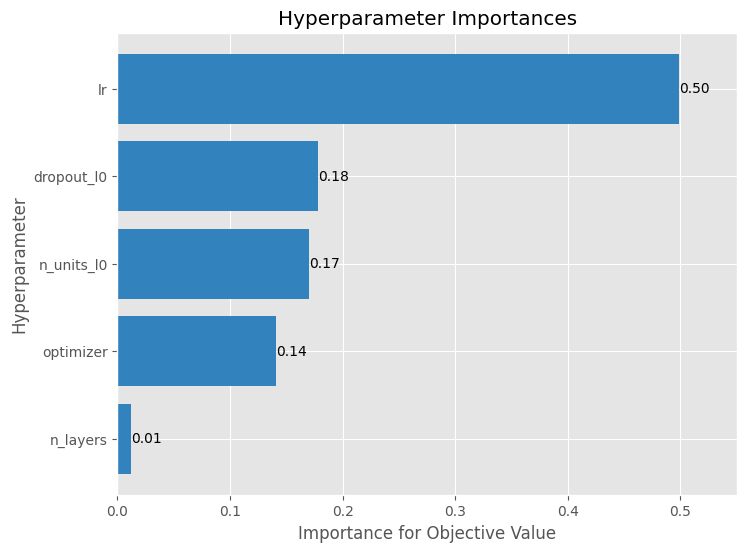 Hyperparameter Importances
Hyperparameter
lr
0.50
dropout_l0
0.18
n_units_l0
0.17
optimizer
0.14
n_layers
0.01
0.0 0.1 0.2 0.3 0.4 0.5
Importance for Objective Value